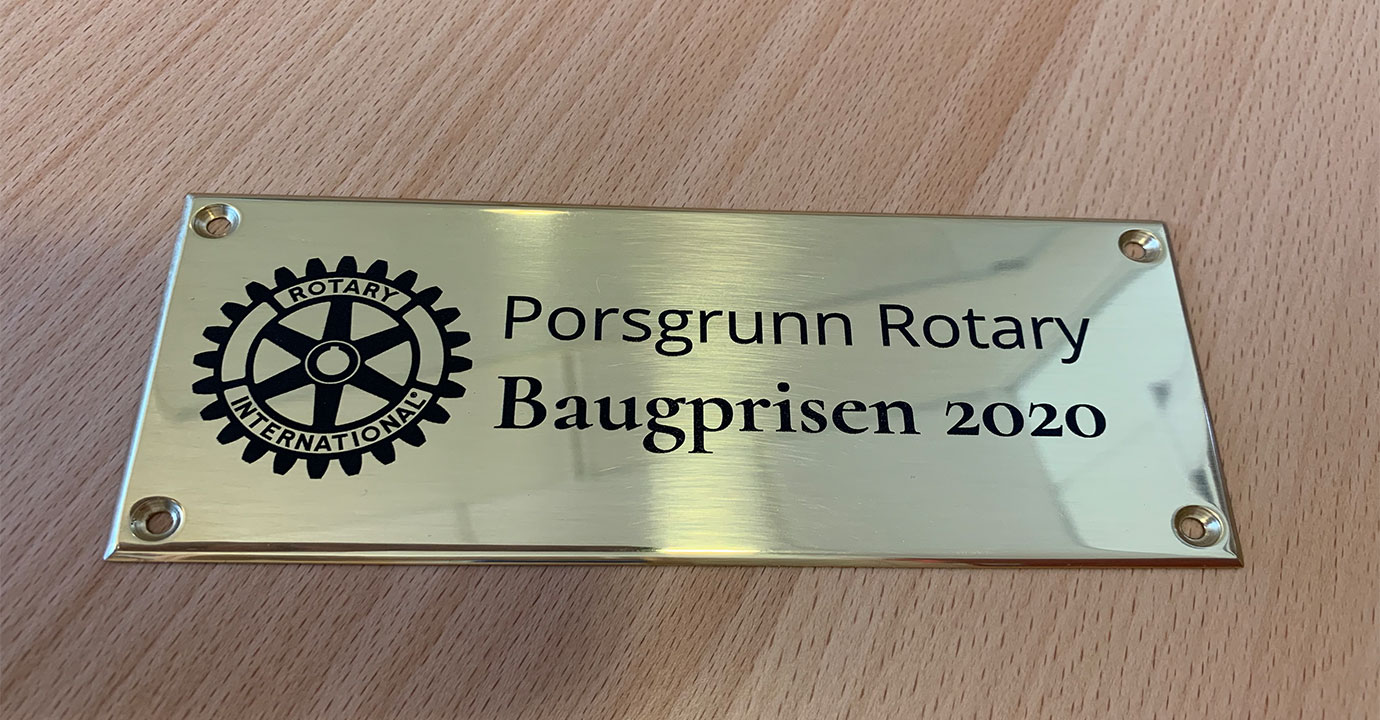 ROTARY
INTERNATIONAL®
Porsgrunn Rotary
Baugprisen 2020